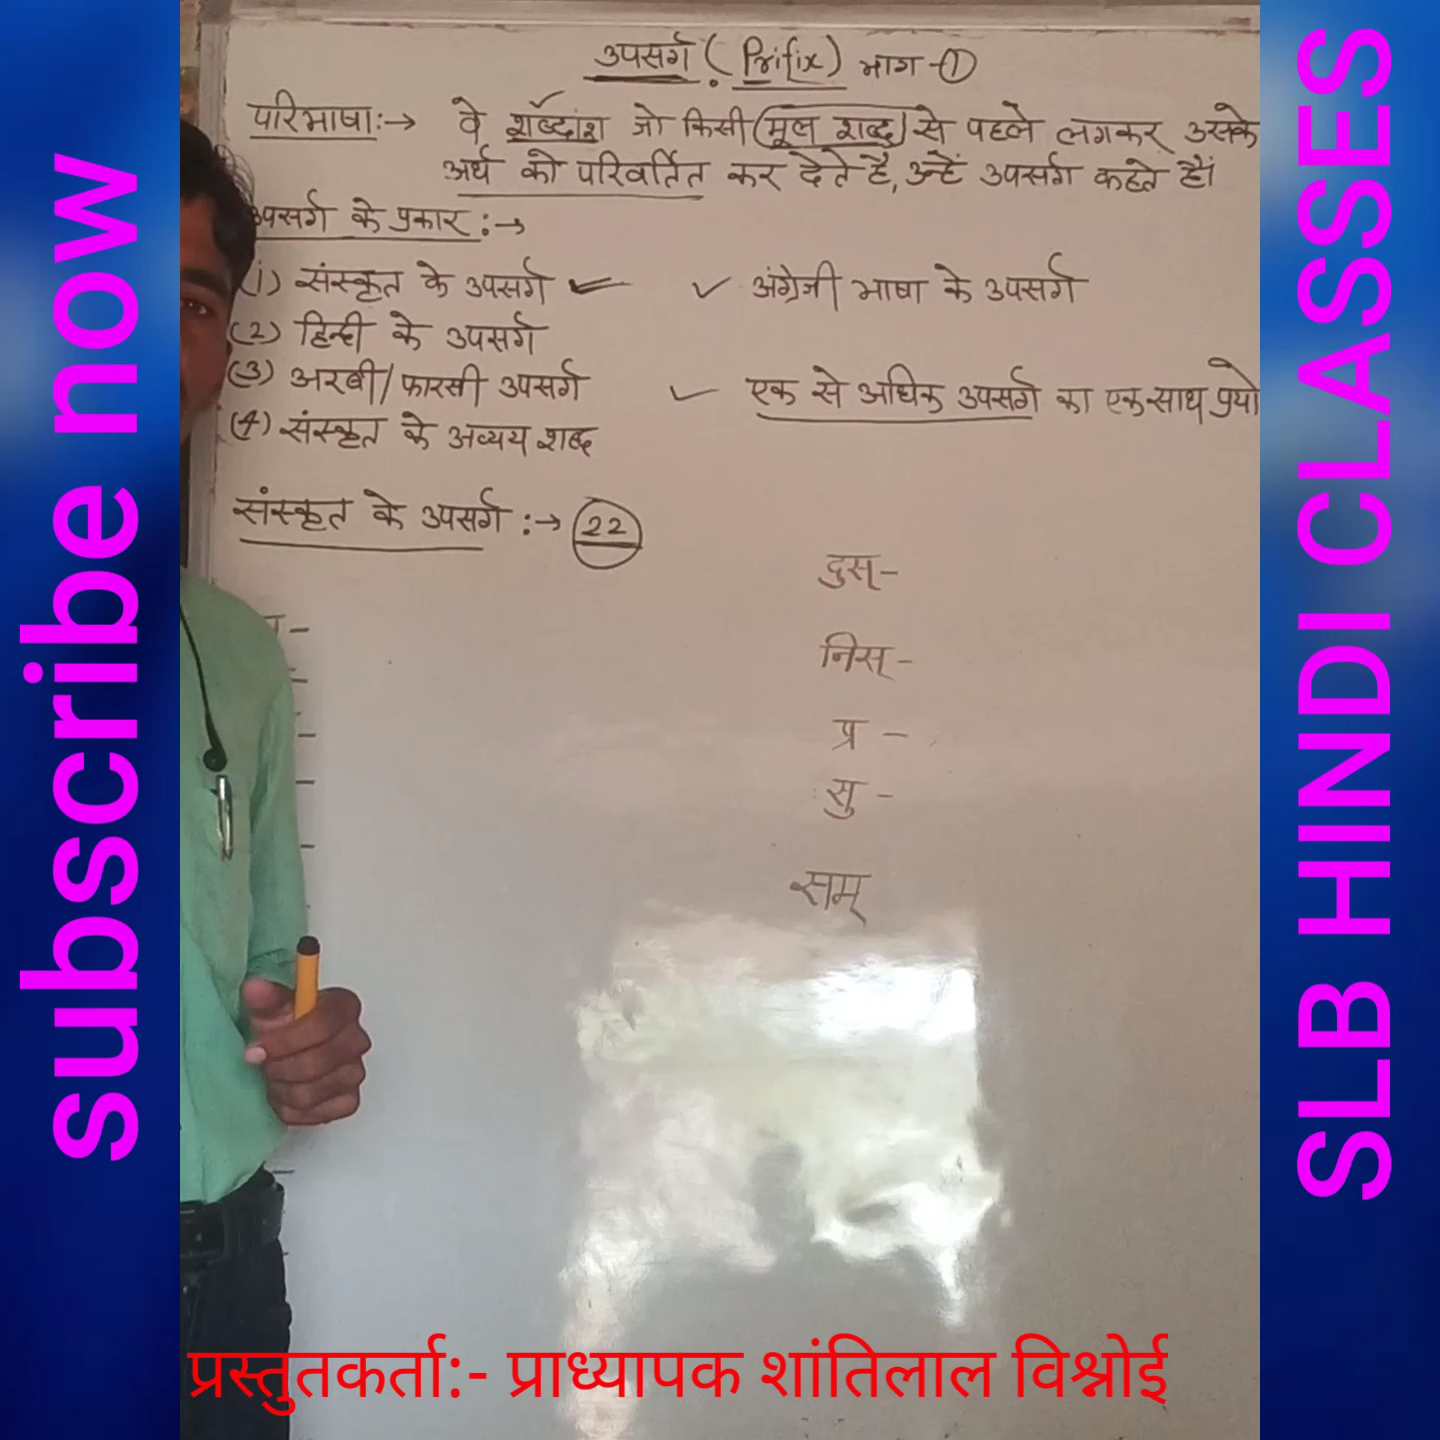 subscribe now
उपसर्ग (Prifix) भाग -①
परिभाषा:→ वे शब्दांश जो किसी (मूल शब्द) से पहले लगकर उसके
अर्थ को परिवर्तित कर देते है, उन्हें उपसर्ग कहते हैं।
उपसर्ग के प्रकार :→
(1) संस्कृत के उपसर्ग ✓ अंग्रेजी भाषा के उपसर्ग
(2) हिन्दी के उपसर्ग
(3) अरबी/फारसी उपसर्ग ✓ एक से अधिक उपसर्ग का एक साथ प्रयो
(4) संस्कृत के अव्यय शब्द
संस्कृत के उपसर्ग :→ 22
दुस् -
निस् -
प्र -
सु -
सम्
SLB HINDI CLASSES
प्रस्तुतकर्ता:- प्राध्यापक शांतिलाल विश्नोई